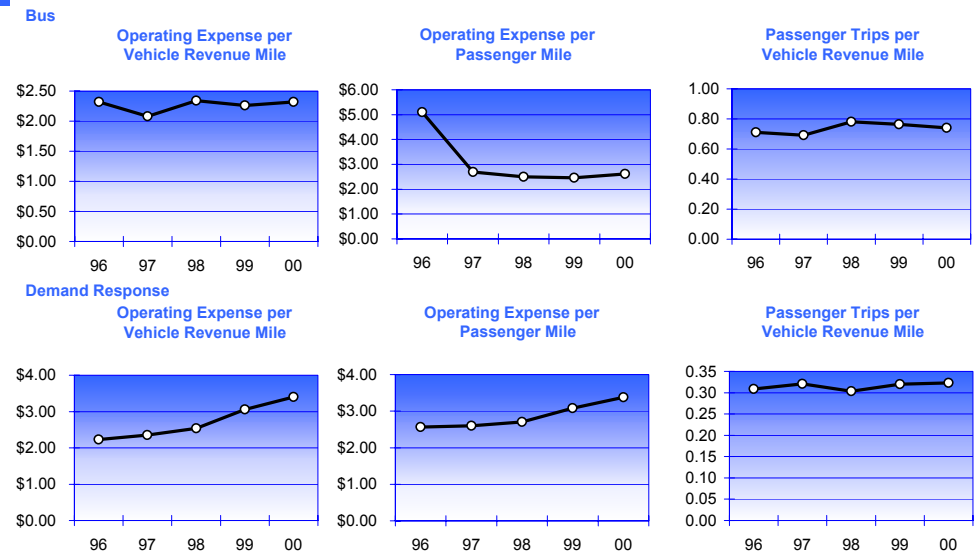 Bus
Operating Expense per
Vehicle Revenue Mile
$2.50
$2.00
$1.50
$1.00
$0.50
$0.00
96 97 98 99 00
Operating Expense per
Passenger Mile
$6.00
$5.00
$4.00
$3.00
$2.00
$1.00
$0.00
96 97 98 99 00
Passenger Trips per
Vehicle Revenue Mile
1.00
0.80
0.60
0.40
0.20
0.00
96 97 98 99 00
Demand Response
Operating Expense per
Vehicle Revenue Mile
$4.00
$3.00
$2.00
$1.00
$0.00
96 97 98 99 00
Operating Expense per
Passenger Mile
$4.00
$3.00
$2.00
$1.00
$0.00
96 97 98 99 00
Passenger Trips per
Vehicle Revenue Mile
0.35
0.30
0.25
0.20
0.15
0.10
0.05
0.00
96 97 98 99 00